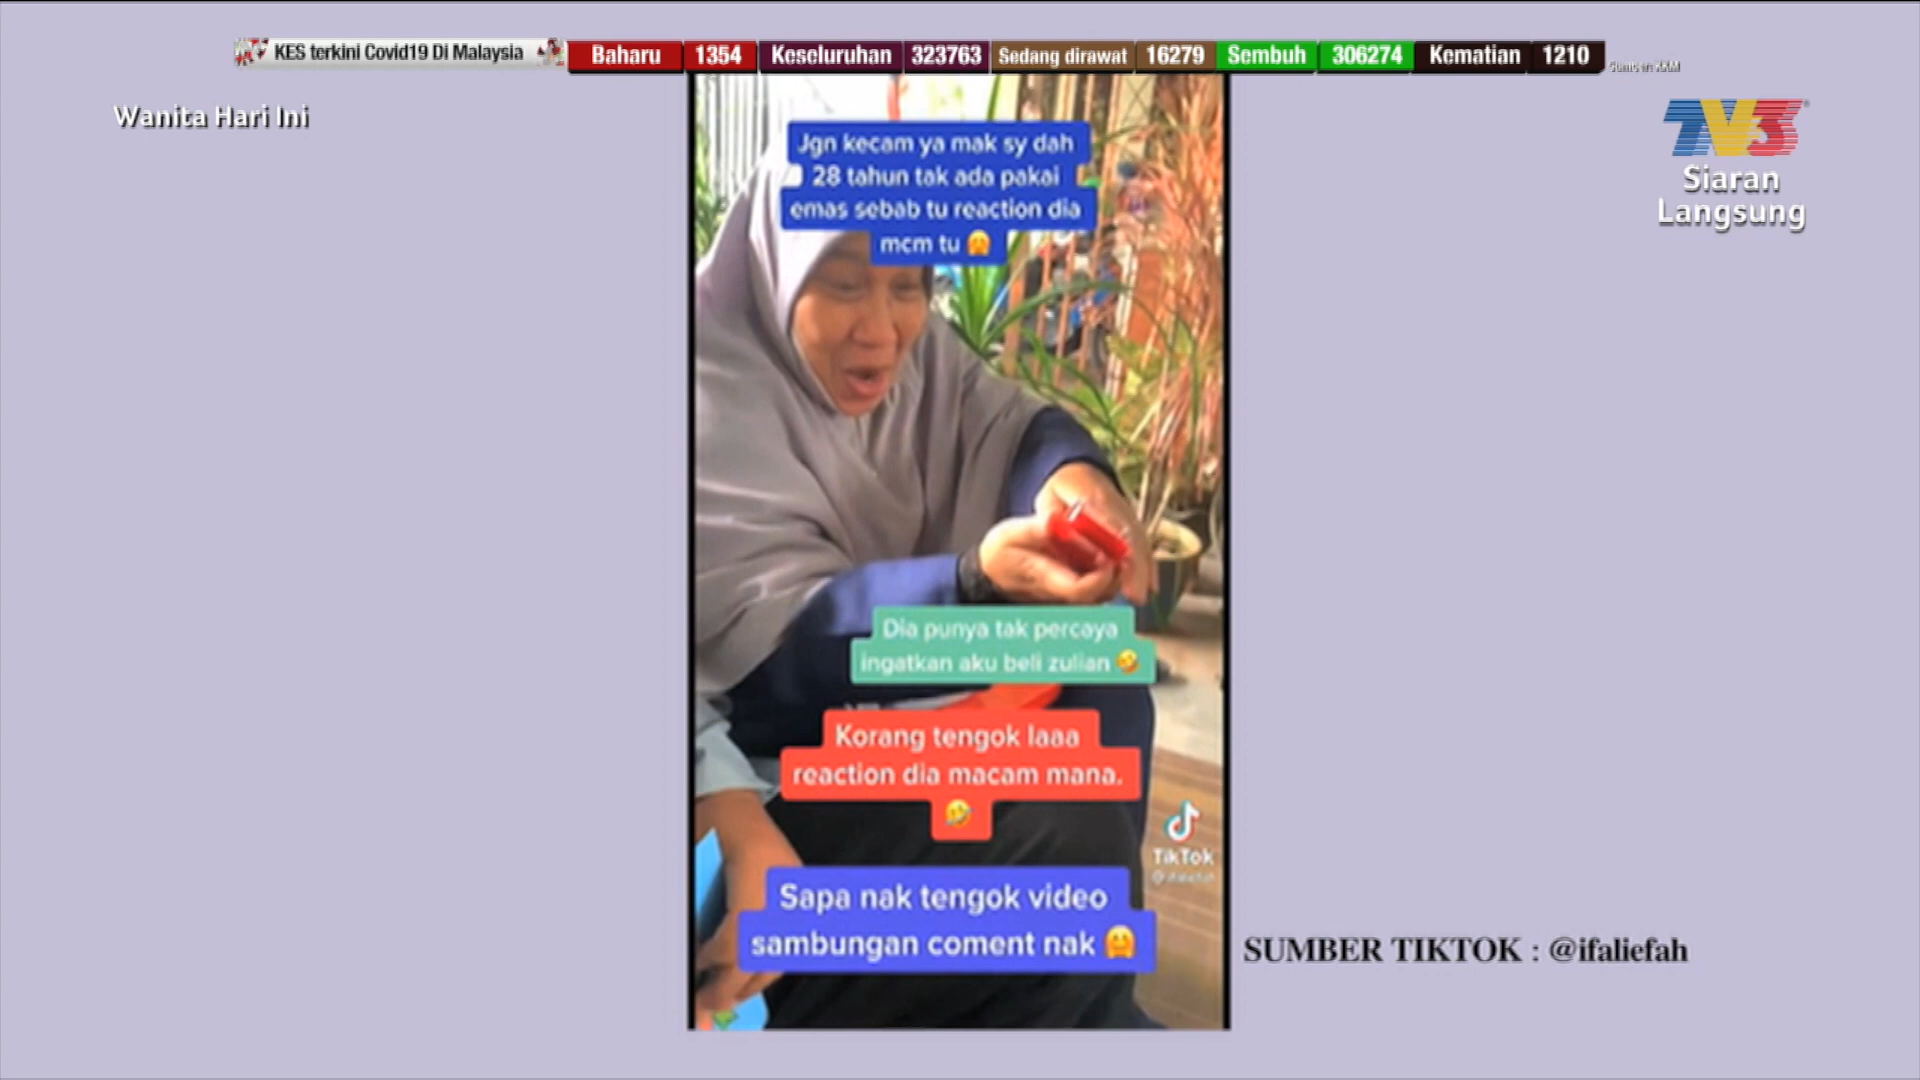 KES terkini Covid19 Di Malaysia Baharu 1354 Keseluruhan 323763 Sedang dirawat 16279 Sembuh 306274 Kematian 1210
Sumber: KKM
Wanita Hari Ini
TV3
Siaran
Langsung
Jgn kecam ya mak sy dah
28 tahun tak ada pakai
emas sebab tu reaction dia
mcm tu 🤗
Dia punya tak percaya
ingatkan aku beli zulian 🤣
Korang tengok laaa
reaction dia macam mana.
🤣
TikTok
Sapa nak tengok video
sambungan coment nak 🤗
SUMBER TIKTOK : @ifaliefah